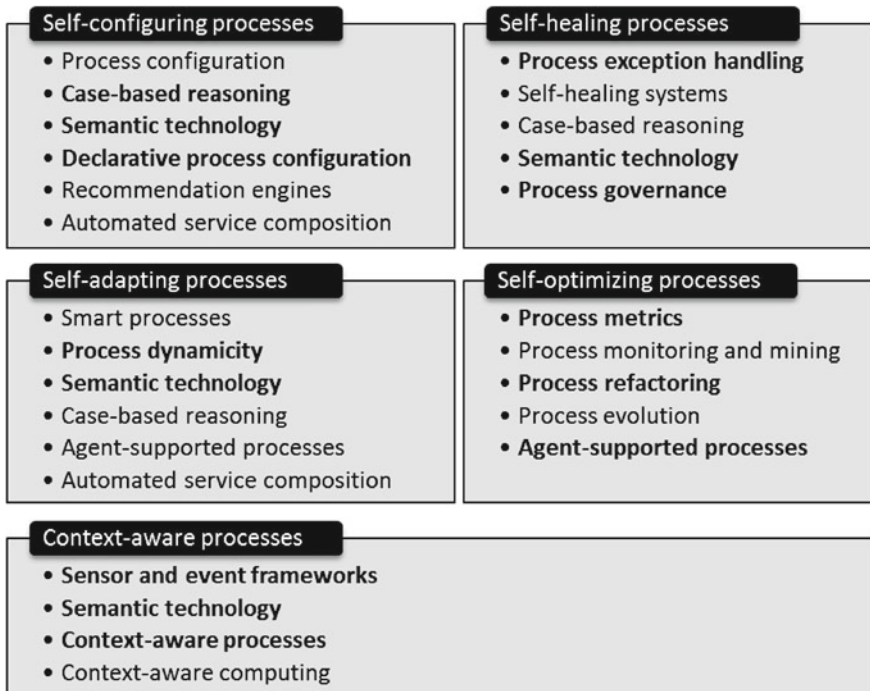 Self-configuring processes
• Process configuration
• Case-based reasoning
• Semantic technology
• Declarative process configuration
• Recommendation engines
• Automated service composition
Self-healing processes
• Process exception handling
• Self-healing systems
• Case-based reasoning
• Semantic technology
• Process governance
Self-adapting processes
• Smart processes
• Process dynamicity
• Semantic technology
• Case-based reasoning
• Agent-supported processes
• Automated service composition
Self-optimizing processes
• Process metrics
• Process monitoring and mining
• Process refactoring
• Process evolution
• Agent-supported processes
Context-aware processes
• Sensor and event frameworks
• Semantic technology
• Context-aware processes
• Context-aware computing